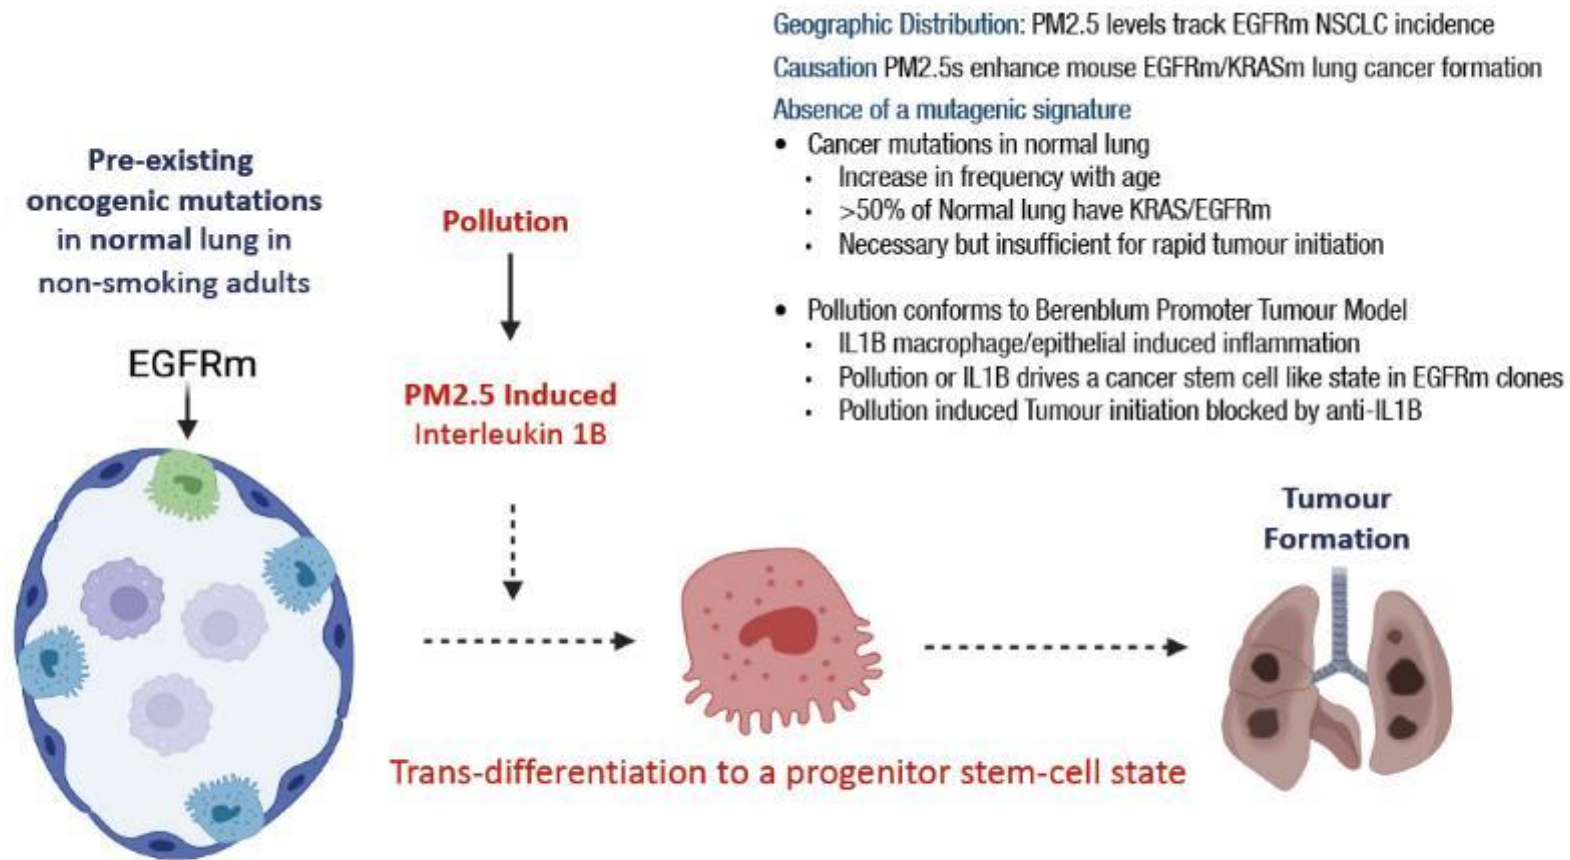 Geographic Distribution: PM2.5 levels track EGFRm NSCLC incidence
Causation PM2.5s enhance mouse EGFRm/KRASm lung cancer formation
Absence of a mutagenic signature
• Cancer mutations in normal lung
• Increase in frequency with age
• >50% of Normal lung have KRAS/EGFRm
• Necessary but insufficient for rapid tumour initiation
• Pollution conforms to Berenblum Promoter Tumour Model
• IL1B macrophage/epithelial induced inflammation
• Pollution or IL1B drives a cancer stem cell like state in EGFRm clones
• Pollution induced Tumour initiation blocked by anti-IL1B
Pre-existing
oncogenic mutations
in normal lung in
non-smoking adults
EGFRm
Pollution
PM2.5 Induced
Interleukin 1B
Trans-differentiation to a progenitor stem-cell state
Tumour
Formation